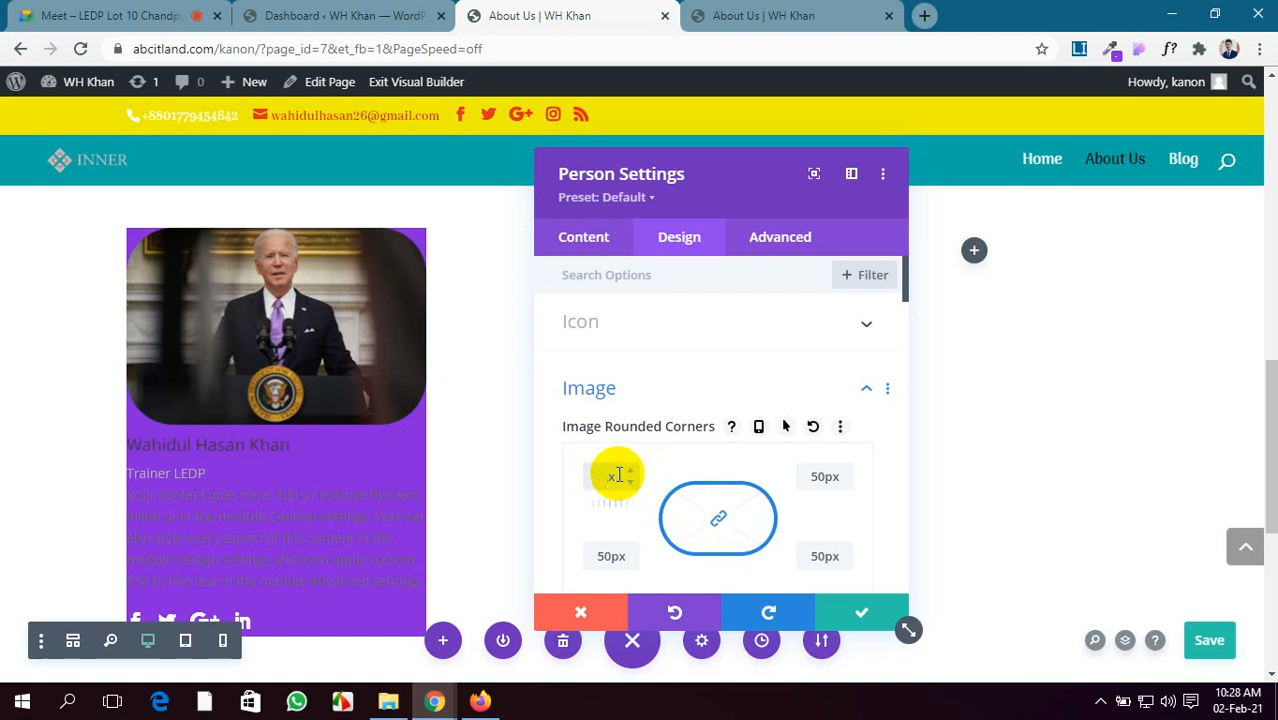 Meet – LEDP Lot 10 Chandp
Dashboard ‹ WH Khan — WordP
About Us | WH Khan
About Us | WH Khan
abcitland.com/kanon/?page_id=7&et_fb=1&PageSpeed=off
WH Khan
1
0
New
Edit Page
Exit Visual Builder
Howdy, kanon
+8801779454642
wahidulhasan26@gmail.com
INNER
Home
About Us
Blog
Person Settings
Preset: Default
Content
Design
Advanced
Search Options
+ Filter
Icon
Image
Image Rounded Corners
50px
50px
50px
Wahidul Hasan Khan
Trainer LEDP
Your content goes here. Edit or remove this text
inline or in the module Content settings. You can
also style every aspect of this content in the
module Design settings and even apply custom
CSS to this text in the module Advanced settings.
Save
10:28 AM
02-Feb-21